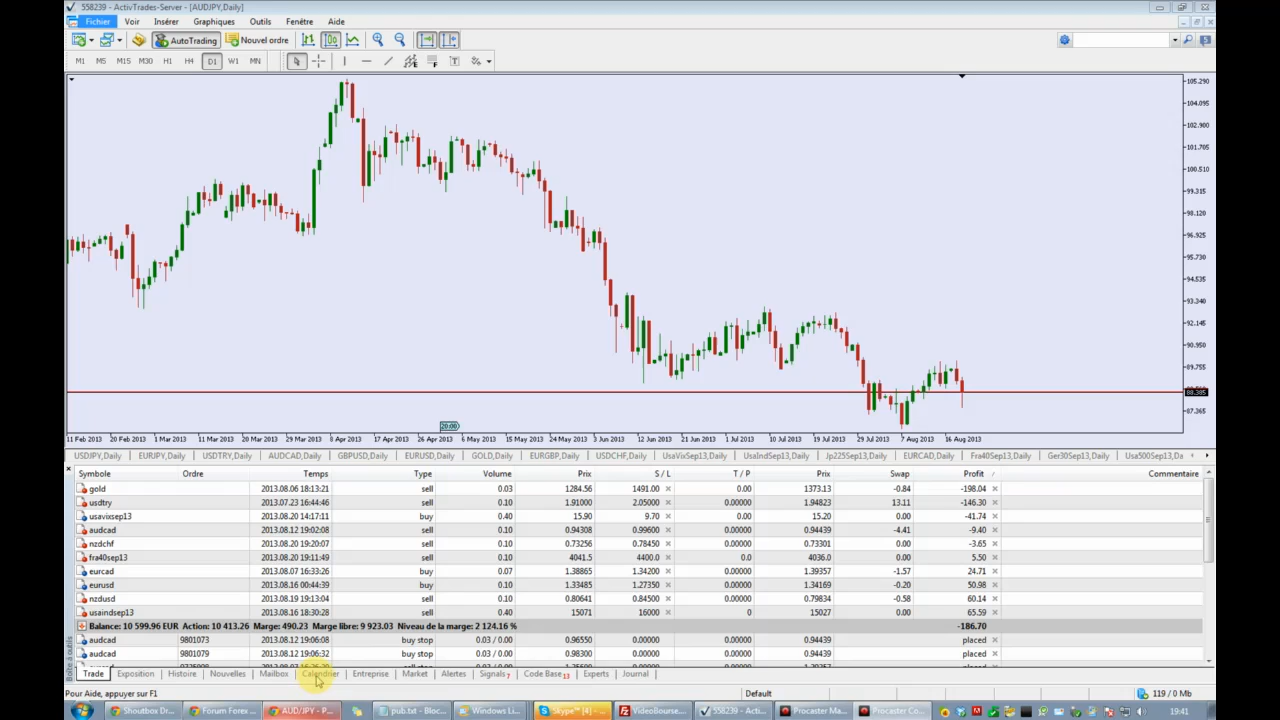 558239 - ActivTrades-Server - [AUDJPY,Daily]
Fichier Voir Insérer Graphiques Outils Fenêtre Aide
AutoTrading Nouvel ordre
M1 M5 M15 M30 H1 H4 D1 W1 MN
105.290
104.095
102.900
101.705
100.510
99.315
98.120
96.925
95.730
94.535
93.340
92.145
90.950
89.755
88.385
87.365
20:00
11 Feb 2013 20 Feb 2013 1 Mar 2013 11 Mar 2013 20 Mar 2013 29 Mar 2013 8 Apr 2013 17 Apr 2013 26 Apr 2013 6 May 2013 15 May 2013 24 May 2013 3 Jun 2013 12 Jun 2013 21 Jun 2013 1 Jul 2013 10 Jul 2013 19 Jul 2013 29 Jul 2013 7 Aug 2013 16 Aug 2013
USDJPY,Daily EURJPY,Daily USDTRY,Daily AUDCAD,Daily GBPUSD,Daily EURUSD,Daily GOLD,Daily EURGBP,Daily USDCHF,Daily UsaVixSep13,Daily UsaIndSep13,Daily Jp225Sep13,Daily EURCAD,Daily Fra40Sep13,Daily Ger30Sep13,Daily Usa500Sep13,Da
Symbole Ordre Temps Type Volume Prix S / L T / P Prix Swap Profit Commentaire
gold 2013.08.06 18:13:21 sell 0.03 1284.56 1491.00 0.00 1373.13 -0.84 -198.04
usdtry 2013.07.23 16:44:46 sell 0.10 1.91000 2.05000 0.00000 1.94823 13.11 -146.30
usavixsep13 2013.08.20 14:17:11 buy 0.40 15.90 9.70 0.00 15.20 0.00 -41.74
audcad 2013.08.12 19:02:08 sell 0.10 0.94308 0.99600 0.00000 0.94439 -4.41 -9.40
nzdchf 2013.08.20 19:20:07 sell 0.10 0.73256 0.78450 0.00000 0.73301 0.00 -3.65
fra40sep13 2013.08.20 19:11:49 sell 0.10 4041.5 4400.0 0.0 4036.0 0.00 5.50
eurcad 2013.08.07 16:39:33:26 buy 0.07 1.38865 1.34200 0.00000 1.39257 -1.57 24.71
eurusd 2013.08.16 00:44:39 buy 0.10 1.33485 1.27350 0.00000 1.34169 -0.20 50.98
nzdusd 2013.08.19 19:13:04 sell 0.10 0.80641 0.84500 0.00000 0.79834 -0.58 60.14
usaindsep13 2013.08.16 18:30:28 sell 0.40 15071 16000 0 15027 0.00 65.59
Balance: 10 599.96 EUR Action: 10 413.26 Marge: 490.23 Marge libre: 9 923.03 Niveau de la marge: 2 124.16 % -186.70
audcad 9801073 2013.08.12 19:06:08 buy stop 0.03 / 0.00 0.96550 0.00000 0.00000 0.94439 placed
audcad 9801079 2013.08.12 19:06:32 buy stop 0.03 / 0.00 0.98300 0.00000 0.00000 0.94439 placed
Boîte à outils
Trade Exposition Histoire Nouvelles Mailbox Calendrier Entreprise Market Alertes Signals 7 Code Base 13 Experts Journal
Pour Aide, appuyer sur F1 Default 119 / 0 Mb
Shoutbox Dr... Forum Forex ... AUD/JPY - P... pub.txt - Bloc... Windows Li... Skype™ [4] - ... VideoBourse... 558239 - Acti... Procaster Ma... Procaster Co... 19:41